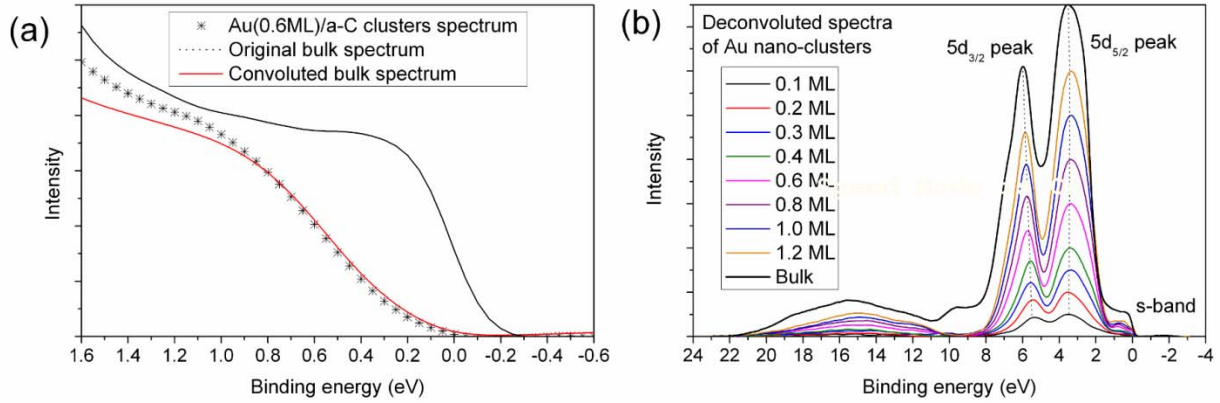 (a)
Au(0.6ML)/a-C clusters spectrum
Original bulk spectrum
Convoluted bulk spectrum
Intensity
1.6 1.4 1.2 1.0 0.8 0.6 0.4 0.2 0.0 -0.2 -0.4 -0.6
Binding energy (eV)
(b)
Deconvoluted spectra
of Au nano-clusters
5d3/2 peak
5d5/2 peak
0.1 ML
0.2 ML
0.3 ML
0.4 ML
0.6 ML
0.8 ML
1.0 ML
1.2 ML
Bulk
s-band
Intensity
24 22 20 18 16 14 12 10 8 6 4 2 0 -2 -4
Binding energy (eV)